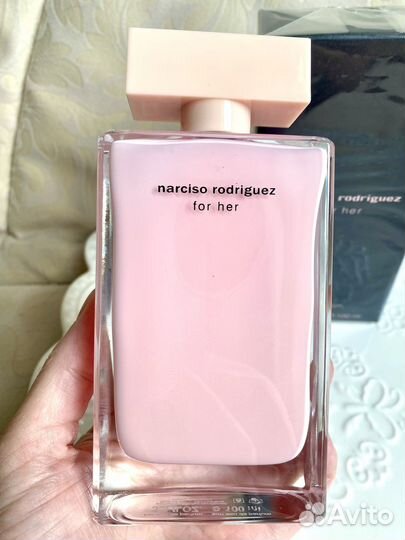 narciso rodriguez
for her
rodriguez
her
Avito